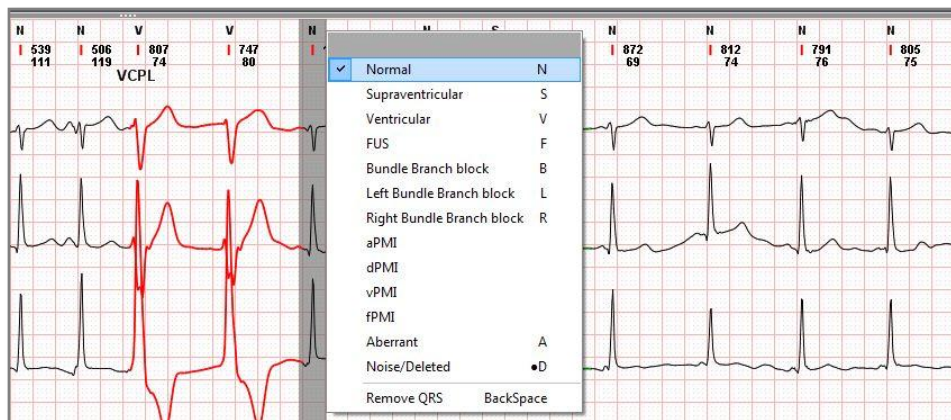 N N V V N N S N N N N
539 506 807 747 872 812 791 805
111 119 74 80 69 74 76 75
VCPL
Normal N
Supraventricular S
Ventricular V
FUS F
Bundle Branch block B
Left Bundle Branch block L
Right Bundle Branch block R
aPMI
dPMI
vPMI
fPMI
Aberrant A
Noise/Deleted •D
Remove QRS BackSpace